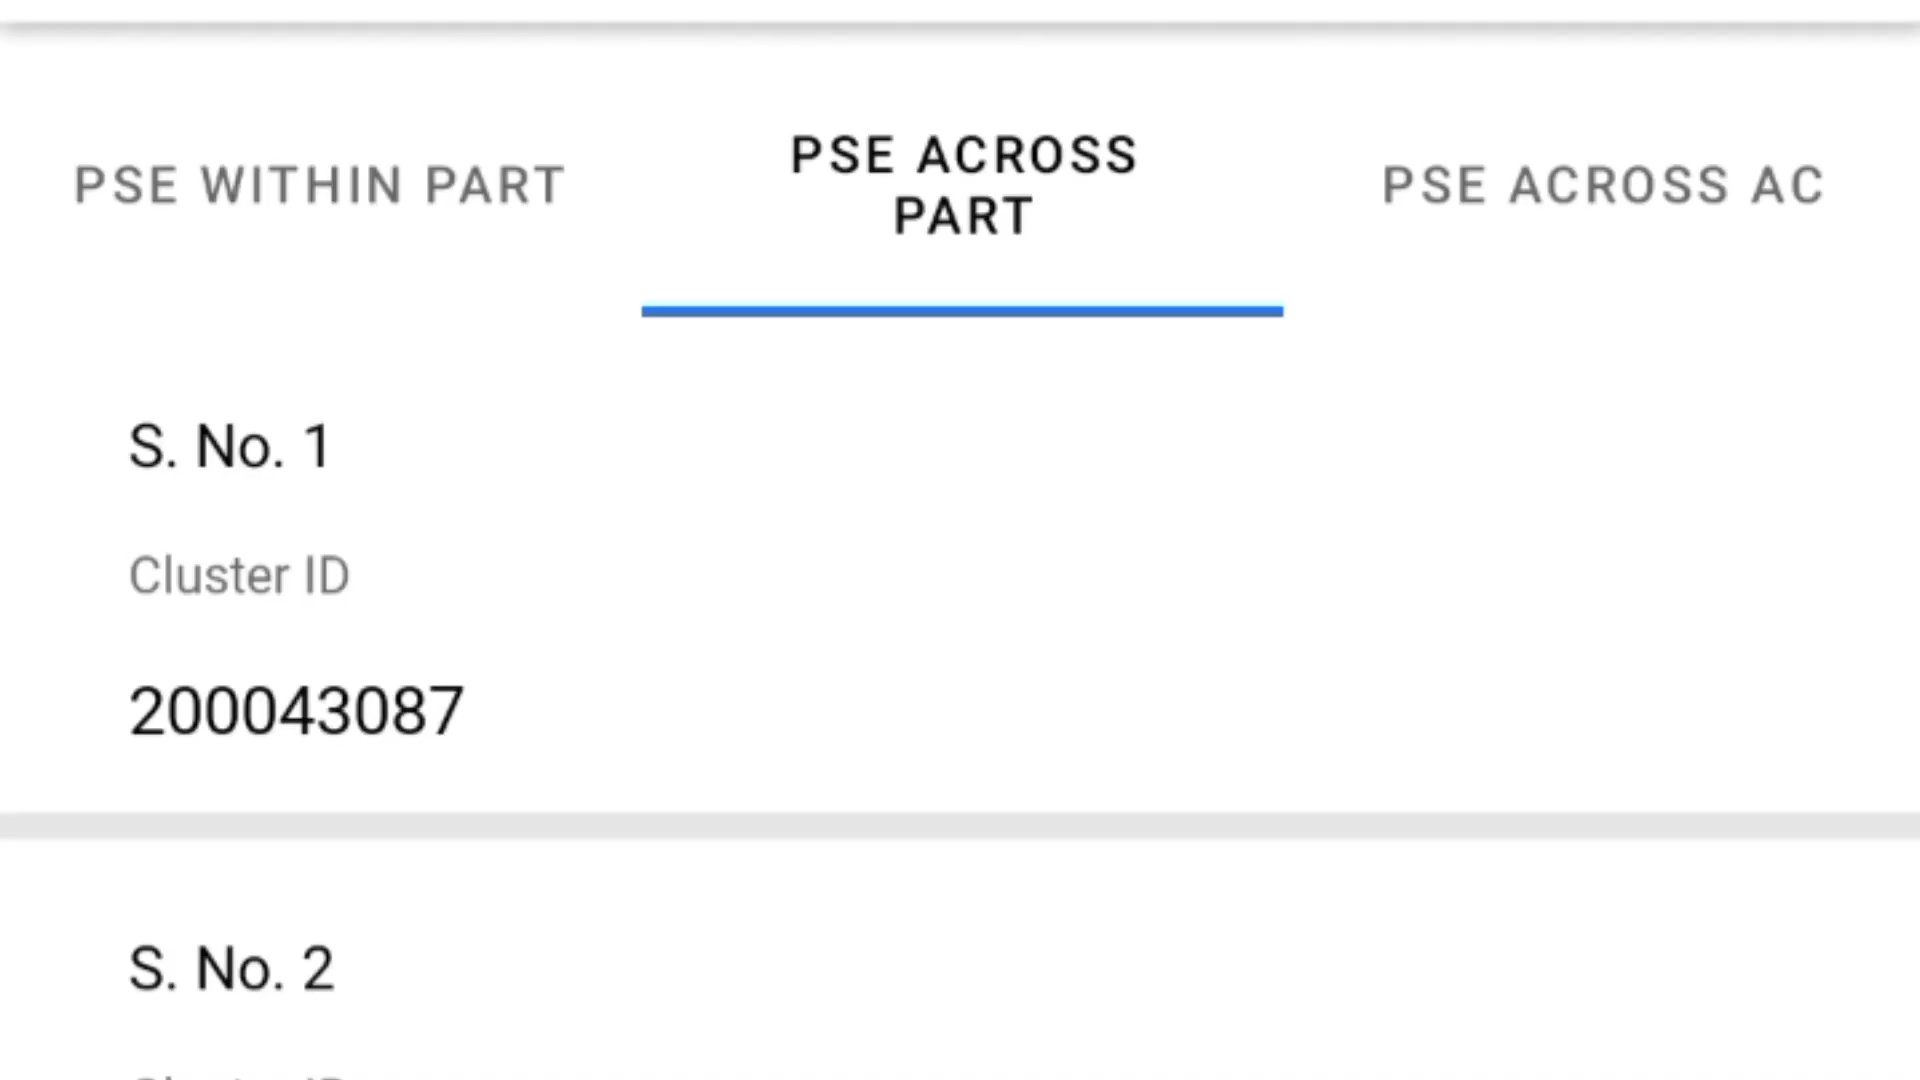 PSE WITHIN PART
PSE ACROSS
PART
PSE ACROSS AC
S. No. 1
Cluster ID
200043087
S. No. 2